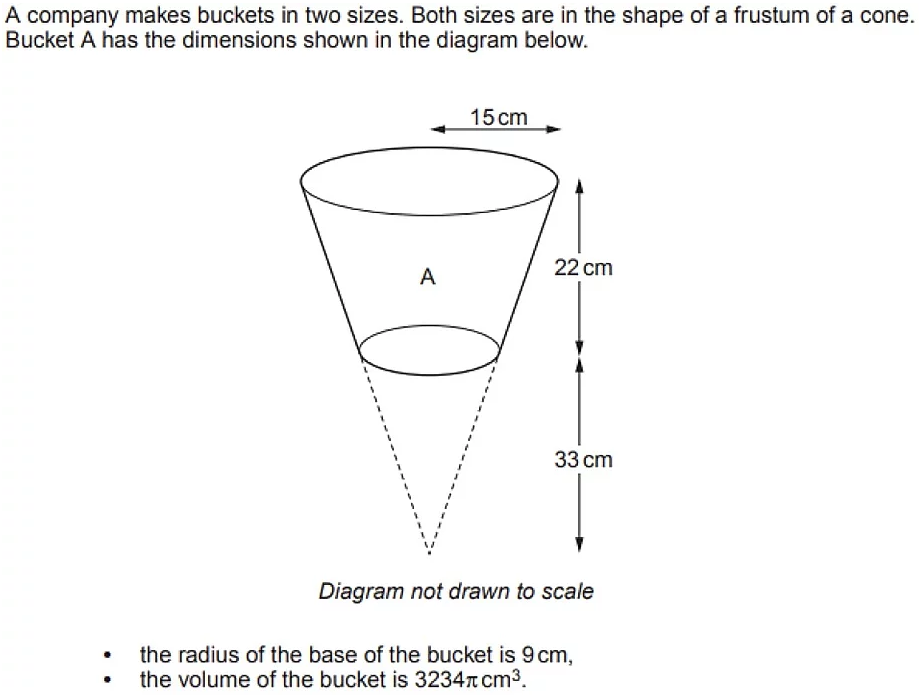 A company makes buckets in two sizes. Both sizes are in the shape of a frustum of a cone.
Bucket A has the dimensions shown in the diagram below.
15 cm
A
22 cm
33 cm
Diagram not drawn to scale
• the radius of the base of the bucket is 9 cm,
• the volume of the bucket is 3234π cm³.